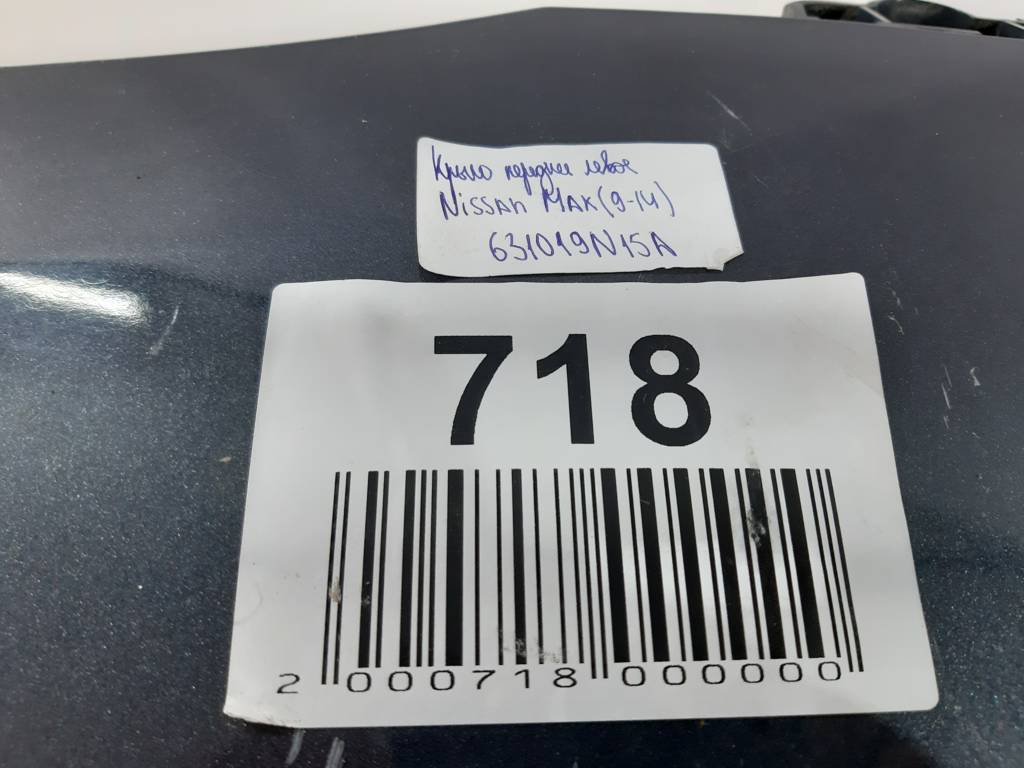 Крыло переднее левое
Nissan Max (9-14)
631019N15A
718
2 000718 000000